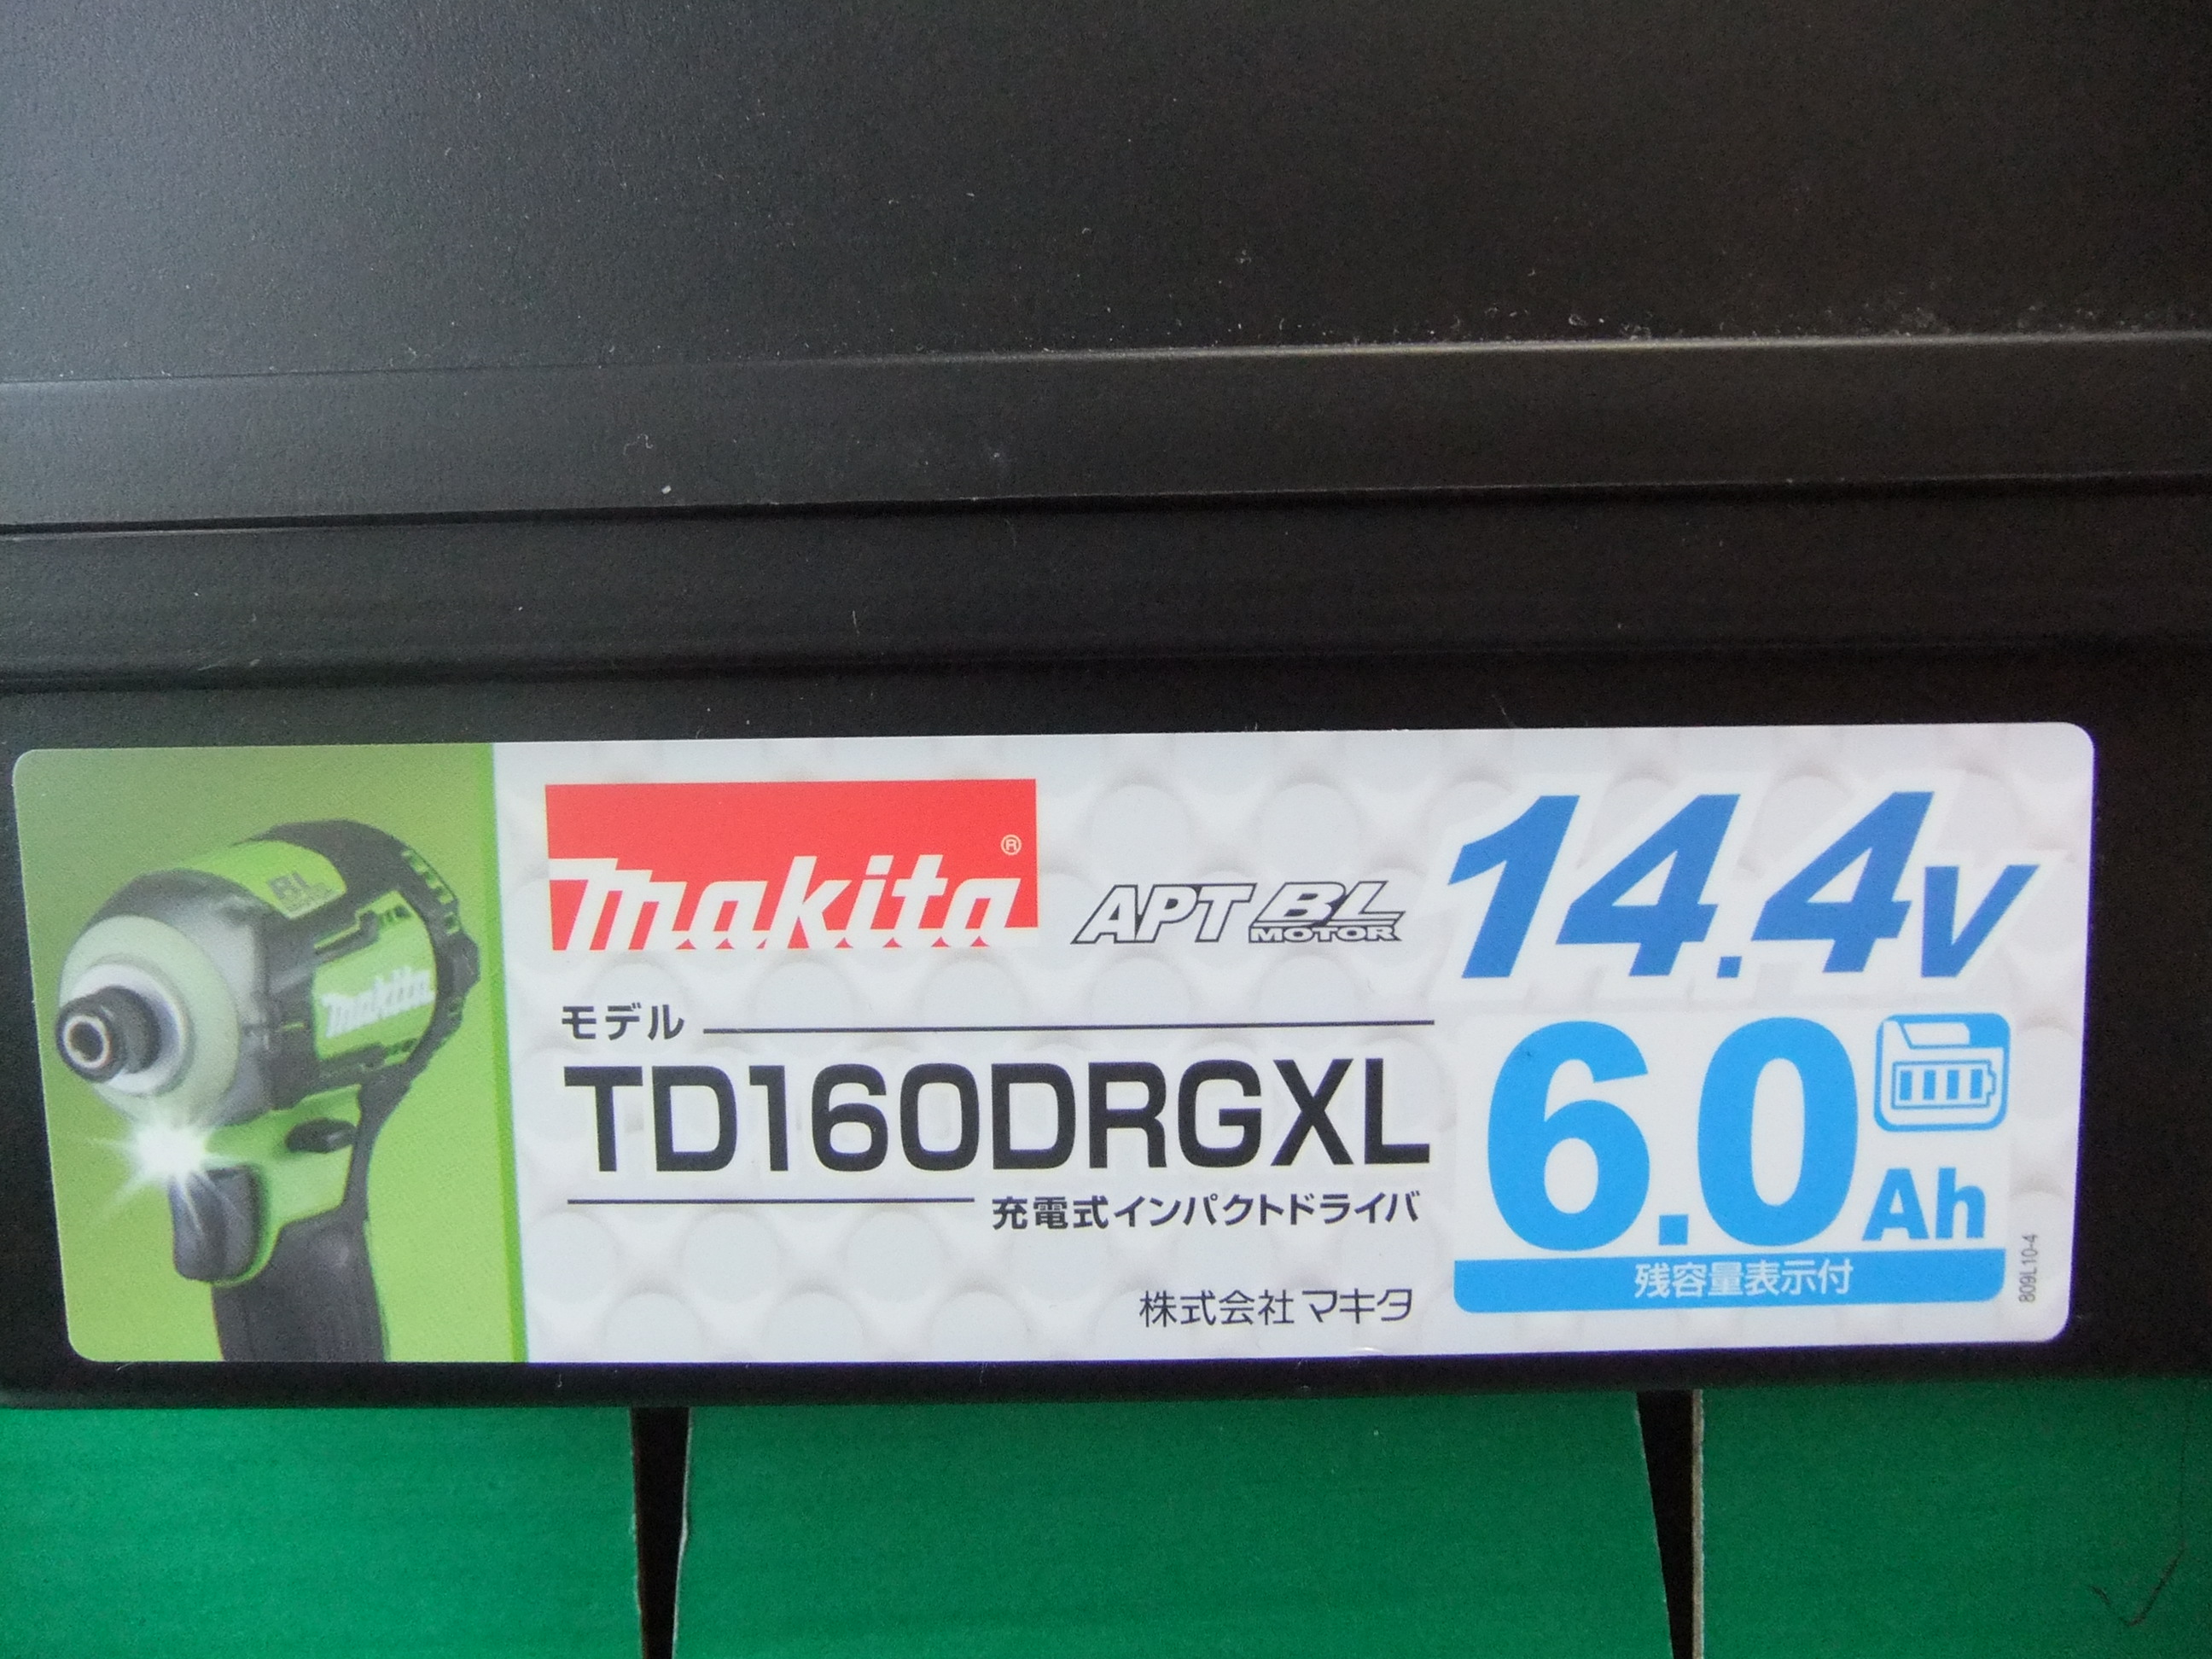 makita®
APT BL MOTOR
14.4V
モデル
TD160DRGXL
充電式インパクトドライバ
株式会社マキタ
6.0Ah
残容量表示付
809L10-4
BL
makita